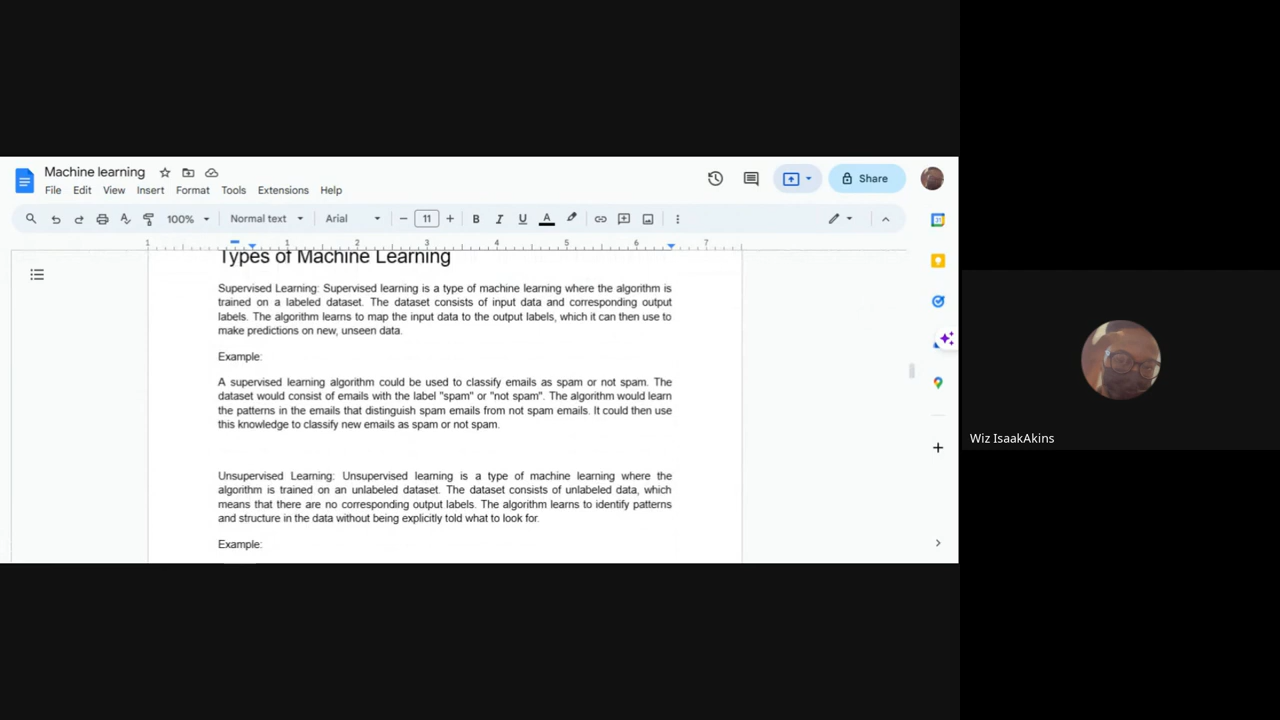 Machine learning
File Edit View Insert Format Tools Extensions Help
Share
100% Normal text Arial 11 B I U A
1 1 2 3 4 5 6 7
Types of Machine Learning
Supervised Learning: Supervised learning is a type of machine learning where the algorithm is
trained on a labeled dataset. The dataset consists of input data and corresponding output
labels. The algorithm learns to map the input data to the output labels, which it can then use to
make predictions on new, unseen data.
Example:
A supervised learning algorithm could be used to classify emails as spam or not spam. The
dataset would consist of emails with the label "spam" or "not spam". The algorithm would learn
the patterns in the emails that distinguish spam emails from not spam emails. It could then use
this knowledge to classify new emails as spam or not spam.
Unsupervised Learning: Unsupervised learning is a type of machine learning where the
algorithm is trained on an unlabeled dataset. The dataset consists of unlabeled data, which
means that there are no corresponding output labels. The algorithm learns to identify patterns
and structure in the data without being explicitly told what to look for.
Example:
Wiz IsaakAkins